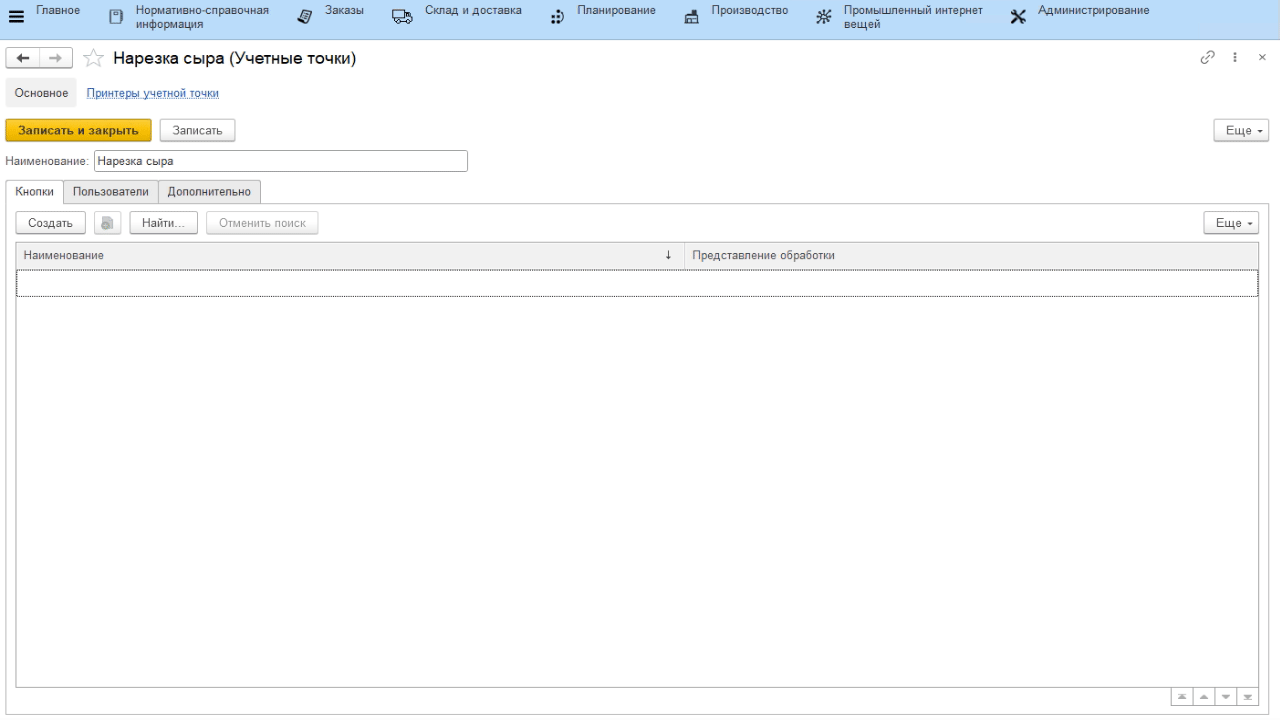 Главное
Нормативно-справочная
информация
Заказы
Склад и доставка
Планирование
Производство
Промышленный интернет
вещей
Администрирование
Нарезка сыра (Учетные точки)
Основное
Принтеры учетной точки
Записать и закрыть
Записать
Еще
Наименование: Нарезка сыра
Кнопки
Пользователи
Дополнительно
Создать
Найти...
Отменить поиск
Еще
Наименование
Представление обработки